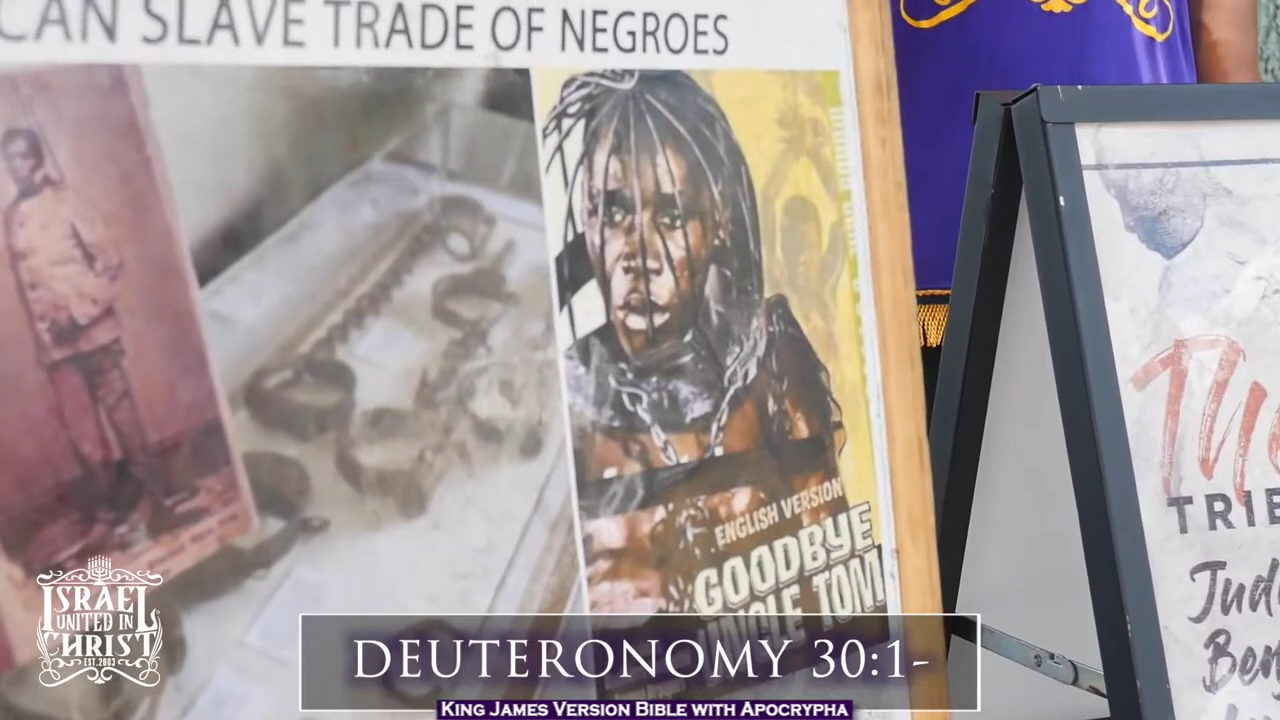 CAN SLAVE TRADE OF NEGROES
ENGLISH VERSION
GOODBYE
UNCLE TOM
The
TRIB
Jud
Ben
ISRAEL
UNITED IN
CHRIST
EST. 2003
DEUTERONOMY 30:1-
KING JAMES VERSION BIBLE WITH APOCRYPHA